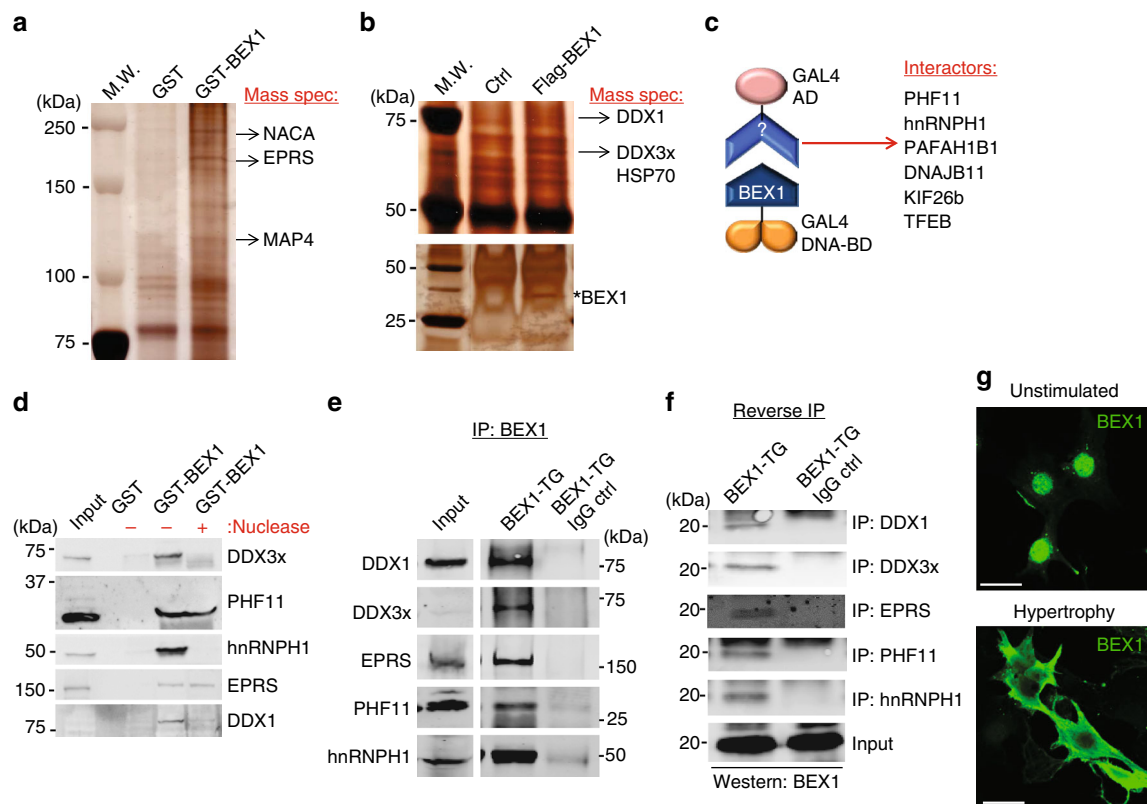 a
M.W.
GST
GST-BEX1
(kDa)
Mass spec:
250
NACA
EPRS
150
MAP4
100
75
b
M.W.
Ctrl
Flag-BEX1
(kDa)
Mass spec:
75
DDX1
DDX3x
HSP70
50
50
*BEX1
25
c
GAL4
AD
?
BEX1
GAL4
DNA-BD
Interactors:
PHF11
hnRNPH1
PAFAH1B1
DNAJB11
KIF26b
TFEB
d
Input
GST
GST-BEX1
GST-BEX1
(kDa)
– – + :Nuclease
75
DDX3x
37
PHF11
50
hnRNPH1
150
EPRS
75
DDX1
e
IP: BEX1
Input
BEX1-TG
BEX1-TG
IgG ctrl
(kDa)
DDX1
-75
DDX3x
-75
EPRS
-150
PHF11
-25
hnRNPH1
-50
f
Reverse IP
BEX1-TG
BEX1-TG
IgG ctrl
(kDa)
20-
IP: DDX1
20-
IP: DDX3x
20-
IP: EPRS
20-
IP: PHF11
20-
IP: hnRNPH1
20-
Input
Western: BEX1
g
Unstimulated
BEX1
Hypertrophy
BEX1